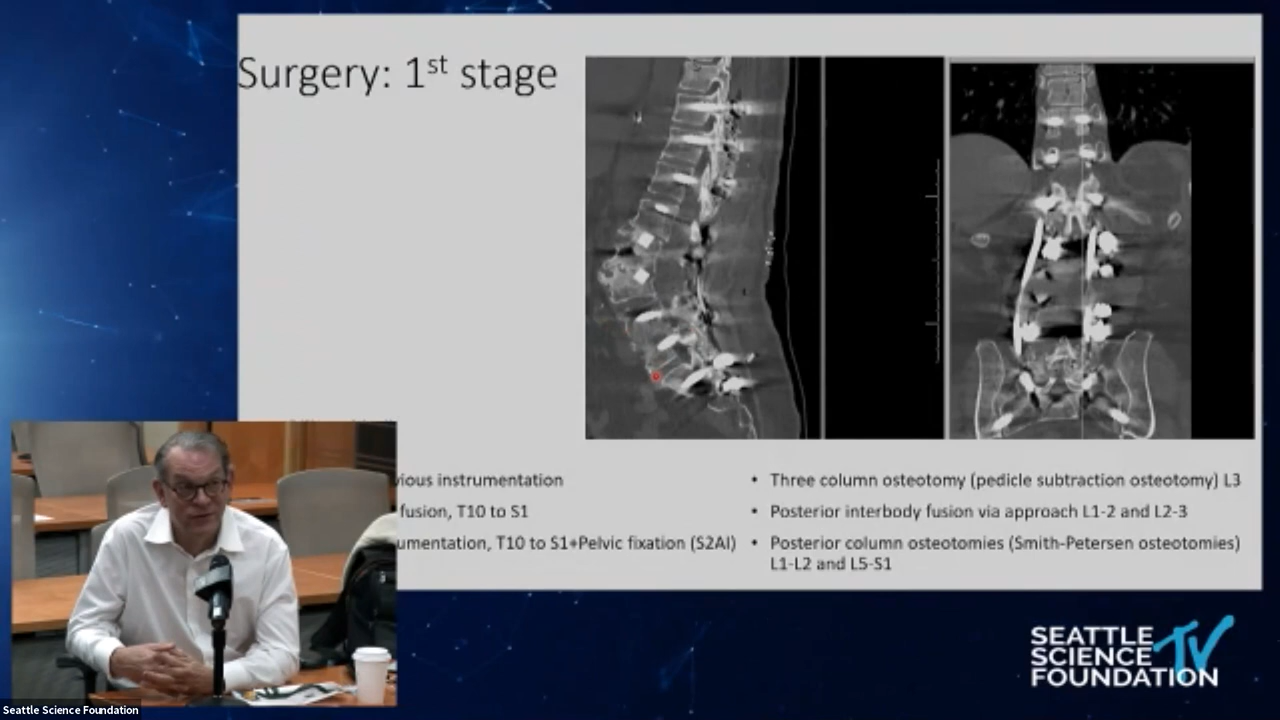 Surgery: 1st stage
vious instrumentation
fusion, T10 to S1
umentation, T10 to S1+Pelvic fixation (S2AI)
• Three column osteotomy (pedicle subtraction osteotomy) L3
• Posterior interbody fusion via approach L1-2 and L2-3
• Posterior column osteotomies (Smith-Petersen osteotomies)
L1-L2 and L5-S1
SEATTLE
SCIENCE TV
FOUNDATION
Seattle Science Foundation